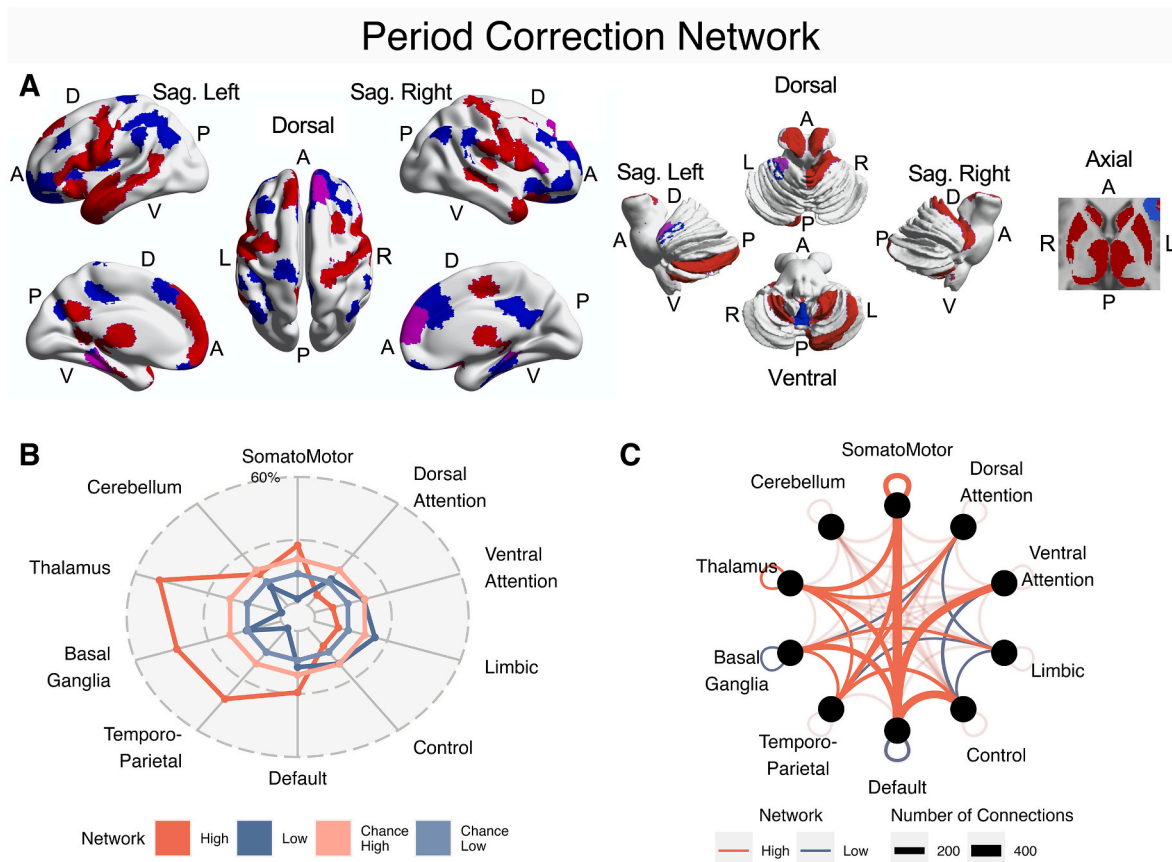 Period Correction Network
A
D
Sag. Left
P
A
V
Dorsal
A
L
R
P
Sag. Right
D
P
A
V
D
P
A
V
D
P
A
V
Sag. Left
D
A
P
V
Dorsal
A
L
R
P
A
R
L
P
Ventral
Sag. Right
D
P
A
V
Axial
A
R
L
P
B
SomatoMotor
60%
Dorsal
Attention
Ventral
Attention
Limbic
Control
Default
Temporo-
Parietal
Basal
Ganglia
Thalamus
Cerebellum
Network
High
Low
Chance
High
Chance
Low
C
SomatoMotor
Dorsal
Attention
Ventral
Attention
Limbic
Control
Default
Temporo-
Parietal
Basal
Ganglia
Thalamus
Cerebellum
Network
High
Low
Number of Connections
200
400